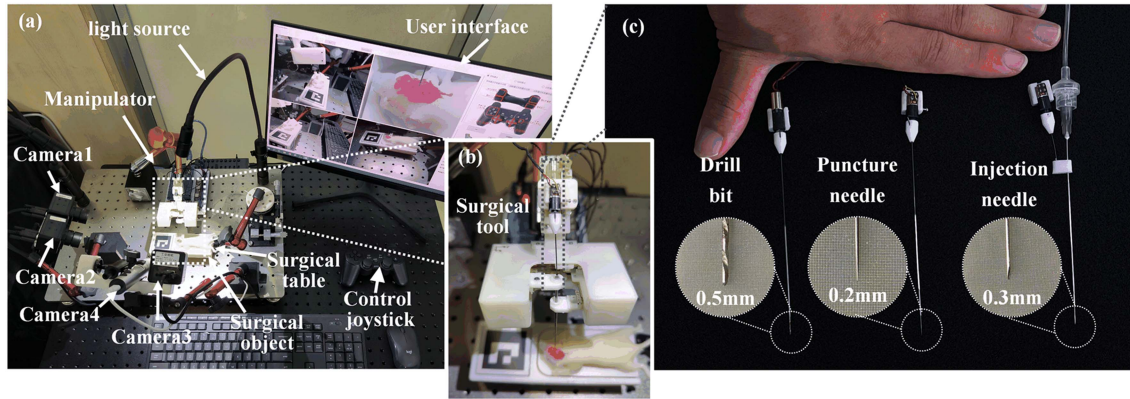 (a)
light source
User interface
Manipulator
Camera1
Camera2
Camera4
Camera3
Surgical
object
Surgical
table
Control
joystick
(b)
Surgical
tool
(c)
Drill
bit
Puncture
needle
Injection
needle
0.5mm
0.2mm
0.3mm